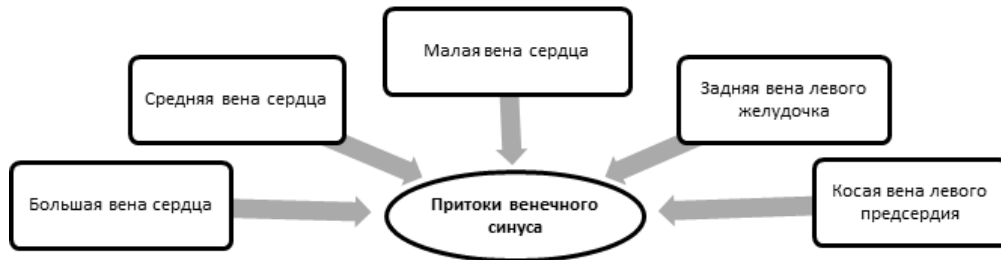 Малая вена сердца
Средняя вена сердца
Задняя вена левого
желудочка
Большая вена сердца
Притоки венечного
синуса
Косая вена левого
предсердия